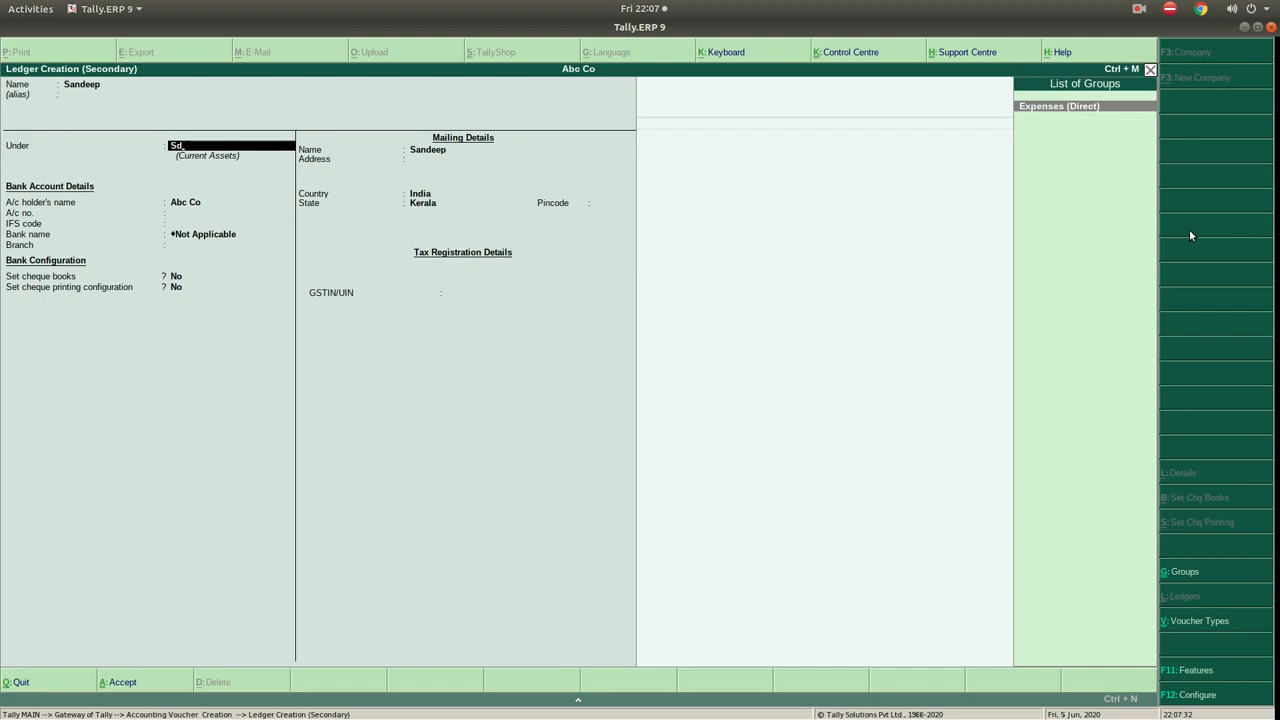 Activities Tally.ERP 9 Fri 22:07
Tally.ERP 9
P: Print E: Export M: E-Mail O: Upload S: TallyShop G: Language K: Keyboard K: Control Centre H: Support Centre H: Help F3: Company
Ledger Creation (Secondary) Abc Co Ctrl + M
F3: New Company
Name : Sandeep
(alias) :
List of Groups
Expenses (Direct)
Under : Sd
(Current Assets)
Bank Account Details
A/c holder's name : Abc Co
A/c no. :
IFS code :
Bank name : ♦Not Applicable
Branch :
Bank Configuration
Set cheque books ? No
Set cheque printing configuration ? No
Mailing Details
Name : Sandeep
Address :
Country : India
State : Kerala Pincode :
Tax Registration Details
GSTIN/UIN :
L: Details
B: Set Chq Books
S: Set Chq Printing
G: Groups
L: Ledgers
V: Voucher Types
F11: Features
F12: Configure
Q: Quit A: Accept D: Delete
Ctrl + N
Tally MAIN --> Gateway of Tally --> Accounting Voucher Creation --> Ledger Creation (Secondary) © Tally Solutions Pvt Ltd., 1988-2020 Fri, 5 Jun, 2020 22:07:32